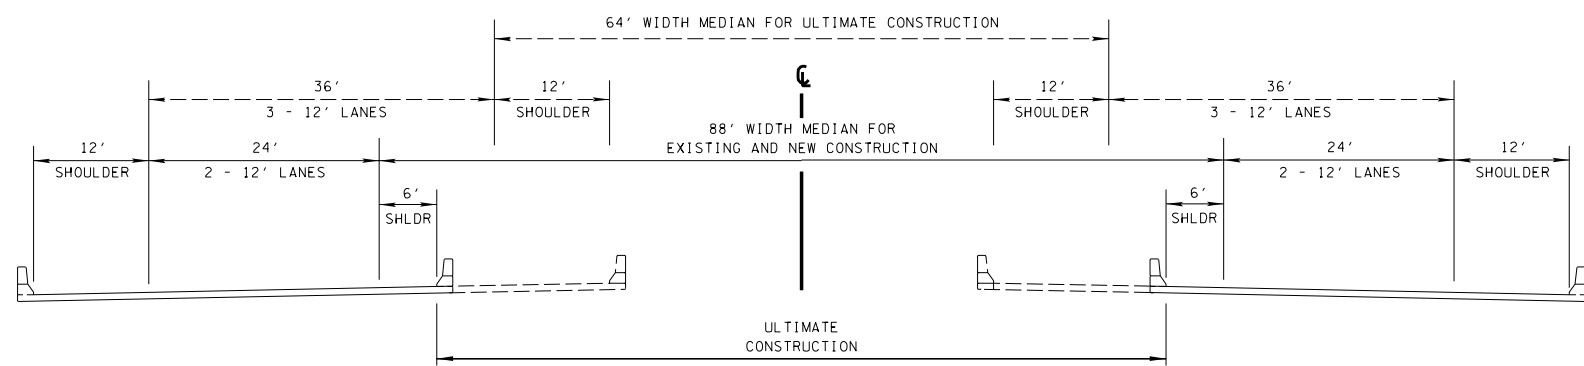 64' WIDTH MEDIAN FOR ULTIMATE CONSTRUCTION
℄
36'
3 - 12' LANES
12'
SHOULDER
12'
SHOULDER
36'
3 - 12' LANES
88' WIDTH MEDIAN FOR
EXISTING AND NEW CONSTRUCTION
12'
SHOULDER
24'
2 - 12' LANES
24'
2 - 12' LANES
12'
SHOULDER
6'
SHLDR
6'
SHLDR
ULTIMATE
CONSTRUCTION